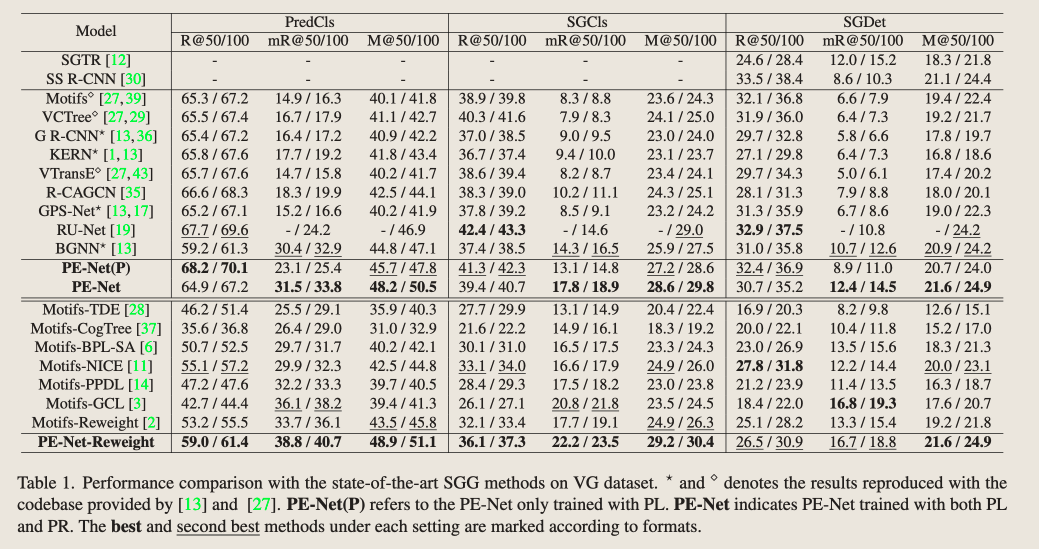 Model PredCls SGCls SGDet
R@50/100 mR@50/100 M@50/100 R@50/100 mR@50/100 M@50/100 R@50/100 mR@50/100 M@50/100
SGTR [12] - - - - - - 24.6 / 28.4 12.0 / 15.2 18.3 / 21.8
SS R-CNN [30] - - - - - - 33.5 / 38.4 8.6 / 10.3 21.1 / 24.4
Motifs⋄ [27,39] 65.3 / 67.2 14.9 / 16.3 40.1 / 41.8 38.9 / 39.8 8.3 / 8.8 23.6 / 24.3 32.1 / 36.8 6.6 / 7.9 19.4 / 22.4
VCTree⋄ [27,29] 65.5 / 67.4 16.7 / 17.9 41.1 / 42.7 40.3 / 41.6 7.9 / 8.3 24.1 / 25.0 31.9 / 36.0 6.4 / 7.3 19.2 / 21.7
G R-CNN⋆ [13,36] 65.4 / 67.2 16.4 / 17.2 40.9 / 42.2 37.0 / 38.5 9.0 / 9.5 23.0 / 24.0 29.7 / 32.8 5.8 / 6.6 17.8 / 19.7
KERN⋆ [1,13] 65.8 / 67.6 17.7 / 19.2 41.8 / 43.4 36.7 / 37.4 9.4 / 10.0 23.1 / 23.7 27.1 / 29.8 6.4 / 7.3 16.8 / 18.6
VTransE⋄ [27,43] 65.7 / 67.6 14.7 / 15.8 40.2 / 41.7 38.6 / 39.4 8.2 / 8.7 23.4 / 24.1 29.7 / 34.3 5.0 / 6.1 17.4 / 20.2
R-CAGCN [35] 66.6 / 68.3 18.3 / 19.9 42.5 / 44.1 38.3 / 39.0 10.2 / 11.1 24.3 / 25.1 28.1 / 31.3 7.9 / 8.8 18.0 / 20.1
GPS-Net⋆ [13,17] 65.2 / 67.1 15.2 / 16.6 40.2 / 41.9 37.8 / 39.2 8.5 / 9.1 23.2 / 24.2 31.3 / 35.9 6.7 / 8.6 19.0 / 22.3
RU-Net [19] 67.7 / 69.6 - / 24.2 - / 46.9 42.4 / 43.3 - / 14.6 - / 29.0 32.9 / 37.5 - / 10.8 - / 24.2
BGNN⋆ [13] 59.2 / 61.3 30.4 / 32.9 44.8 / 47.1 37.4 / 38.5 14.3 / 16.5 25.9 / 27.5 31.0 / 35.8 10.7 / 12.6 20.9 / 24.2
PE-Net(P) 68.2 / 70.1 23.1 / 25.4 45.7 / 47.8 41.3 / 42.3 13.1 / 14.8 27.2 / 28.6 32.4 / 36.9 8.9 / 11.0 20.7 / 24.0
PE-Net 64.9 / 67.2 31.5 / 33.8 48.2 / 50.5 39.4 / 40.7 17.8 / 18.9 28.6 / 29.8 30.7 / 35.2 12.4 / 14.5 21.6 / 24.9
Motifs-TDE [28] 46.2 / 51.4 25.5 / 29.1 35.9 / 40.3 27.7 / 29.9 13.1 / 14.9 20.4 / 22.4 16.9 / 20.3 8.2 / 9.8 12.6 / 15.1
Motifs-CogTree [37] 35.6 / 36.8 26.4 / 29.0 31.0 / 32.9 21.6 / 22.2 14.9 / 16.1 18.3 / 19.2 20.0 / 22.1 10.4 / 11.8 15.2 / 17.0
Motifs-BPL-SA [6] 50.7 / 52.5 29.7 / 31.7 40.2 / 42.1 30.1 / 31.0 16.5 / 17.5 23.3 / 24.3 23.0 / 26.9 13.5 / 15.6 18.3 / 21.3
Motifs-NICE [11] 55.1 / 57.2 29.9 / 32.3 42.5 / 44.8 33.1 / 34.0 16.6 / 17.9 24.9 / 26.0 27.8 / 31.8 12.2 / 14.4 20.0 / 23.1
Motifs-PPDL [14] 47.2 / 47.6 32.2 / 33.3 39.7 / 40.5 28.4 / 29.3 17.5 / 18.2 23.0 / 23.8 21.2 / 23.9 11.4 / 13.5 16.3 / 18.7
Motifs-GCL [3] 42.7 / 44.4 36.1 / 38.2 39.4 / 41.3 26.1 / 27.1 20.8 / 21.8 23.5 / 24.5 18.4 / 22.0 16.8 / 19.3 17.6 / 20.7
Motifs-Reweight [2] 53.2 / 55.5 33.7 / 36.1 43.5 / 45.8 32.1 / 33.4 17.7 / 19.1 24.9 / 26.3 25.1 / 28.2 13.3 / 15.4 19.2 / 21.8
PE-Net-Reweight 59.0 / 61.4 38.8 / 40.7 48.9 / 51.1 36.1 / 37.3 22.2 / 23.5 29.2 / 30.4 26.5 / 30.9 16.7 / 18.8 21.6 / 24.9
Table 1. Performance comparison with the state-of-the-art SGG methods on VG dataset. ⋆ and ⋄ denotes the results reproduced with the
codebase provided by [13] and [27]. PE-Net(P) refers to the PE-Net only trained with PL. PE-Net indicates PE-Net trained with both PL
and PR. The best and second best methods under each setting are marked according to formats.